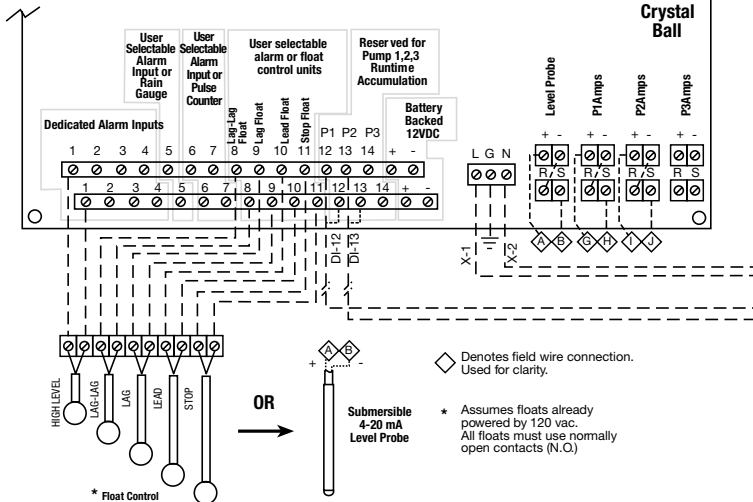 Crystal
Ball
User
Selectable
Alarm
Input or
Rain
Gauge
User
Selectable
Alarm
Input or
Pulse
Counter
User selectable
alarm or float
control units
Reserved for
Pump 1,2,3
Runtime
Accumulation
Battery
Backed
12VDC
Dedicated Alarm Inputs
Lag-Lag
Float
Lag Float
Lead Float
Stop Float
P1 P2 P3
1 2 3 4 5 6 7 8 9 10 11 12 13 14 + -
1 2 3 4 5 6 7 8 9 10 11 12 13 14 + -
Level Probe
P1Amps
P2Amps
P3Amps
+ - + - + - + -
R S R S R S R S
L G N
A B G H I J
DI-12
DI-13
X-1
X-2
HIGH LEVEL
LAG-LAG
LAG
LEAD
STOP
* Float Control
OR
A B
+ -
Submersible
4-20 mA
Level Probe
Denotes field wire connection.
Used for clarity.
* Assumes floats already
powered by 120 vac.
All floats must use normally
open contacts (N.O.)